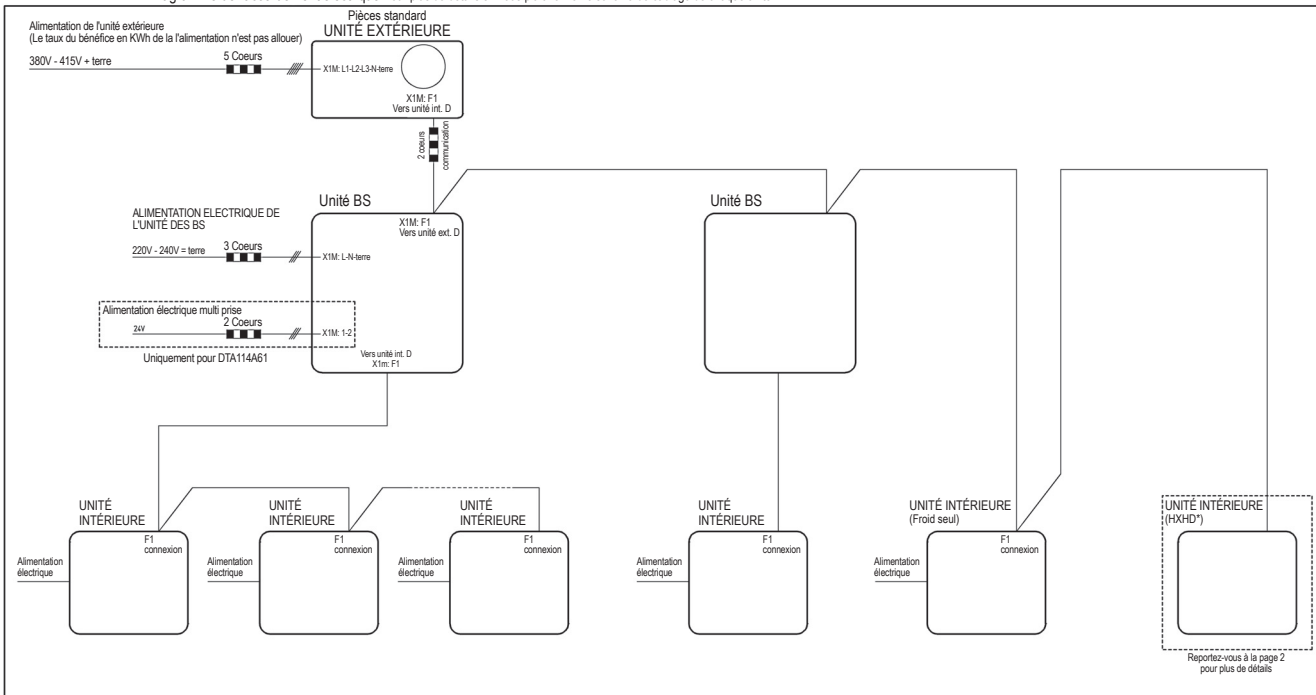 Pièces standard
UNITÉ EXTÉRIEURE
Alimentation de l'unité extérieure
(Le taux du bénéfice en KWh de la l'alimentation n'est pas allouer)
380V - 415V + terre
5 Coeurs
X1M: L1-L2-L3-N-terre
X1M: F1
Vers unité int. D
2 coeurs
communication
Unité BS
X1M: F1
Vers unité ext. D
ALIMENTATION ELECTRIQUE DE
L'UNITÉ DES BS
220V - 240V = terre
3 Coeurs
X1M: L-N-terre
Alimentation électrique multi prise
24V
2 Coeurs
X1M: 1-2
Uniquement pour DTA114A61
Vers unité int. D
X1m: F1
Unité BS
UNITÉ
INTÉRIEURE
F1
connexion
Alimentation
électrique
UNITÉ
INTÉRIEURE
F1
connexion
Alimentation
électrique
UNITÉ
INTÉRIEURE
F1
connexion
Alimentation
électrique
UNITÉ
INTÉRIEURE
F1
connexion
Alimentation
électrique
UNITÉ INTÉRIEURE
(Froid seul)
F1
connexion
Alimentation
électrique
UNITÉ INTÉRIEURE
(HXHD*)
Reportez-vous à la page 2
pour plus de détails